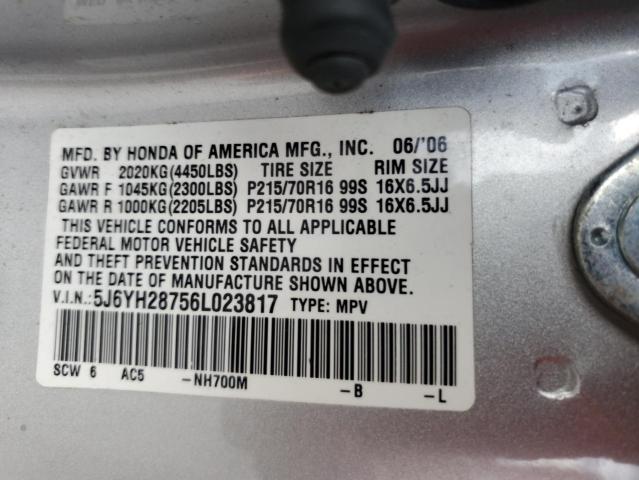 MFD. BY HONDA OF AMERICA MFG., INC. 06/'06
GVWR 2020KG(4450LBS) TIRE SIZE RIM SIZE
GAWR F 1045KG(2300LBS) P215/70R16 99S 16X6.5JJ
GAWR R 1000KG(2205LBS) P215/70R16 99S 16X6.5JJ
THIS VEHICLE CONFORMS TO ALL APPLICABLE
FEDERAL MOTOR VEHICLE SAFETY
AND THEFT PREVENTION STANDARDS IN EFFECT
ON THE DATE OF MANUFACTURE SHOWN ABOVE.
V.I.N.:5J6YH28756L023817 TYPE: MPV
SCW 6 AC5 -NH700M -B -L